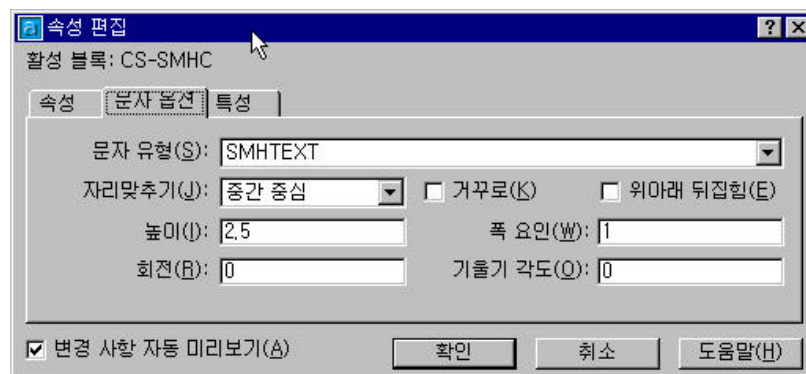 속성 편집
활성 블록: CS-SMHC
속성 문자 옵션 특성
문자 유형(S): SMHTEXT
자리맞추기(J): 중간 중심 거꾸로(K) 위아래 뒤집힘(E)
높이(I): 2.5 폭 요인(W): 1
회전(R): 0 기울기 각도(O): 0
변경 사항 자동 미리보기(A) 확인 취소 도움말(H)